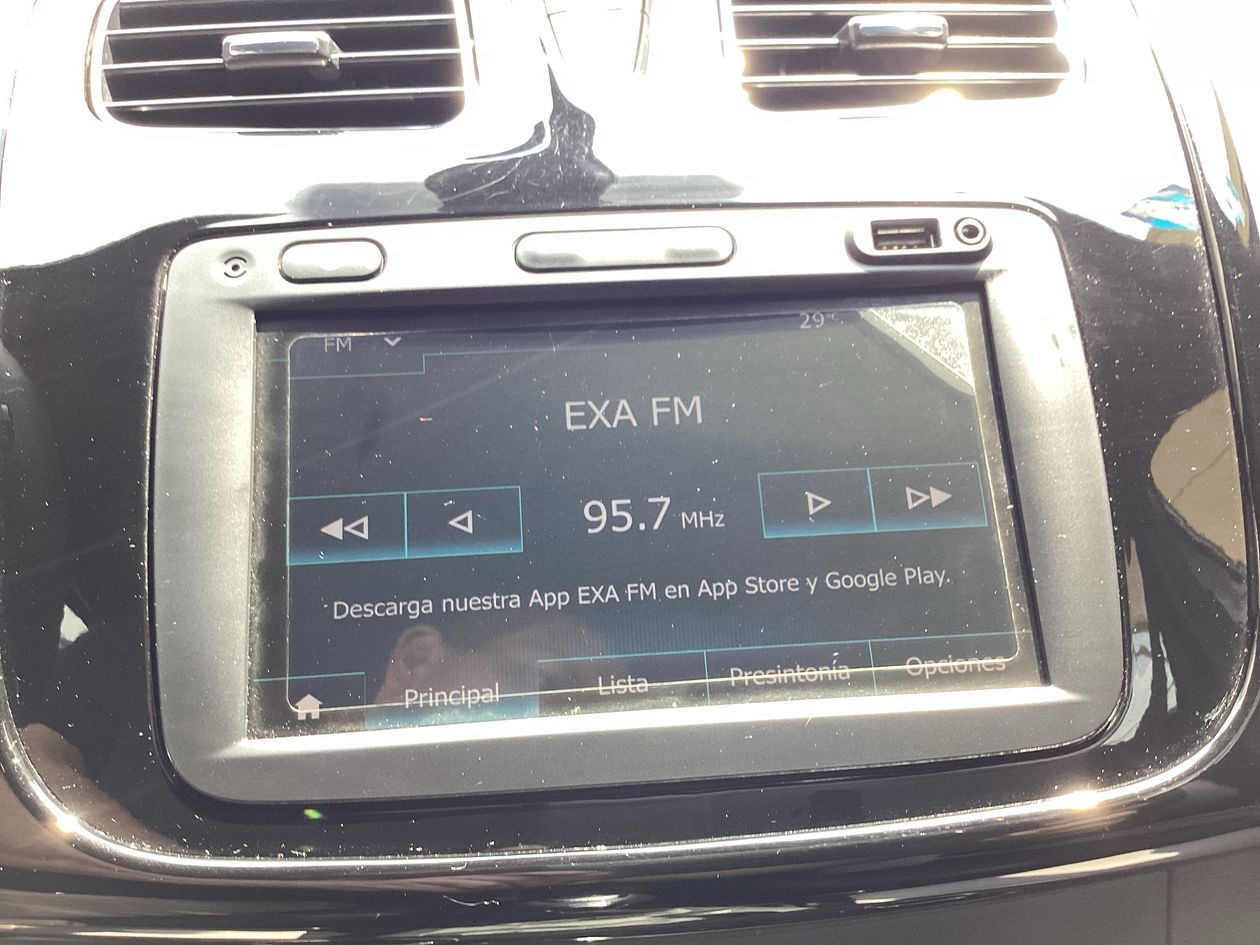 FM 29°C
EXA FM
95.7 MHz
Descarga nuestra App EXA FM en App Store y Google Play.
Principal Lista Presintonía Opciones